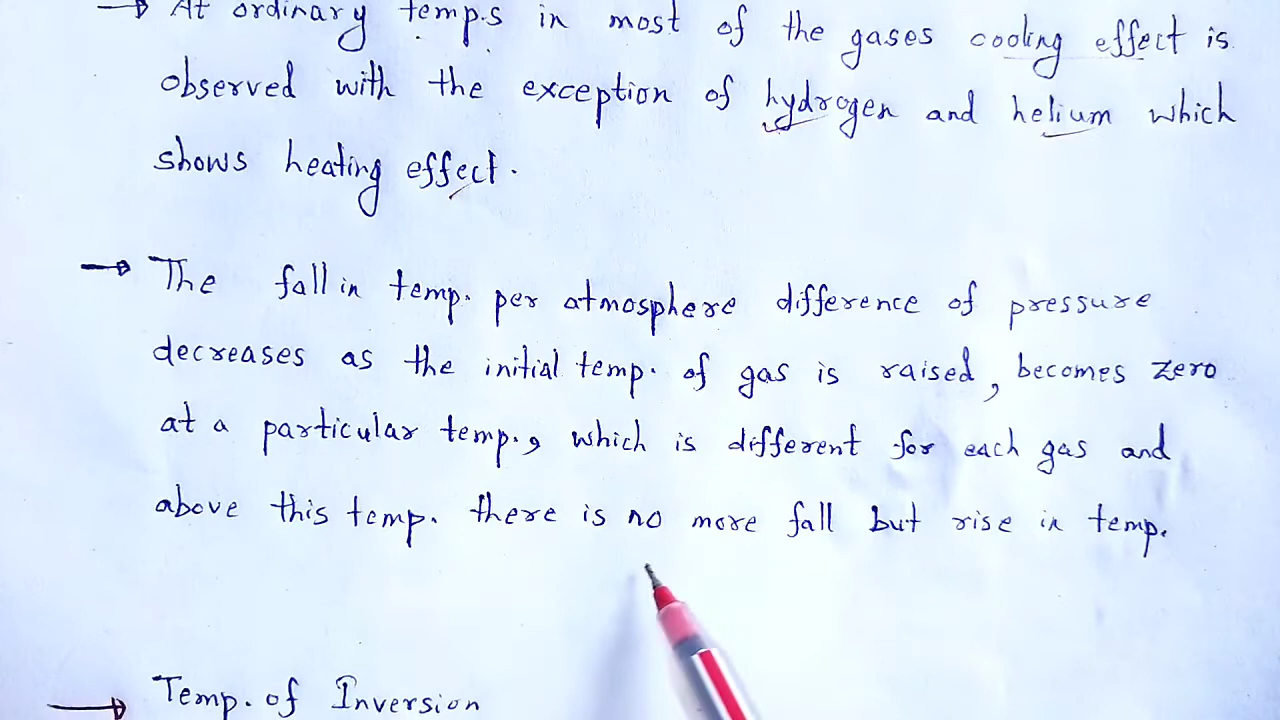 → At ordinary temps in most of the gases cooling effect is
observed with the exception of hydrogen and helium which
shows heating effect.
→ The fall in temp. per atmosphere difference of pressure
decreases as the initial temp. of gas is raised, becomes zero
at a particular temp., which is different for each gas and
above this temp. there is no more fall but rise in temp.
→ Temp. of Inversion